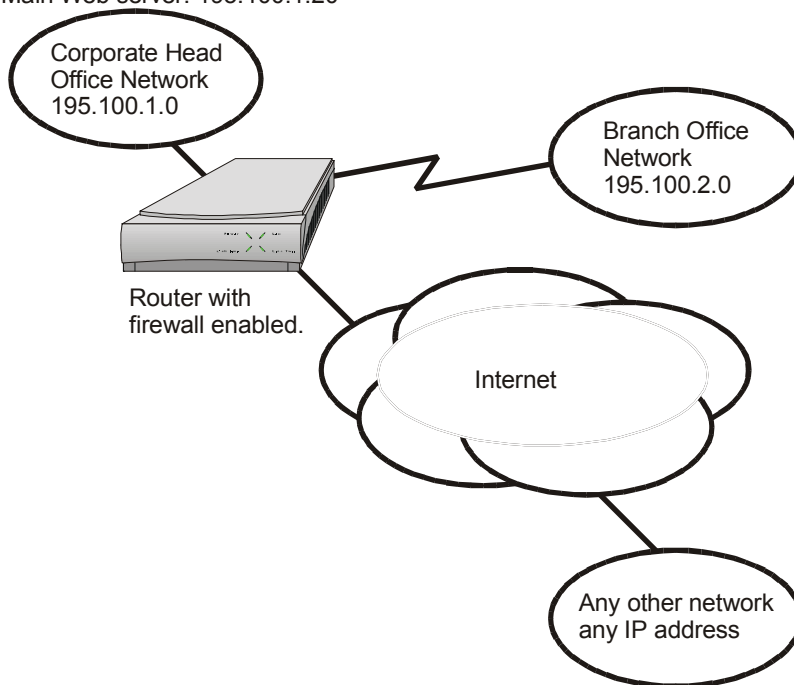 Corporate Head
Office Network
195.100.1.0
Branch Office
Network
195.100.2.0
Router with
firewall enabled.
Internet
Any other network
any IP address